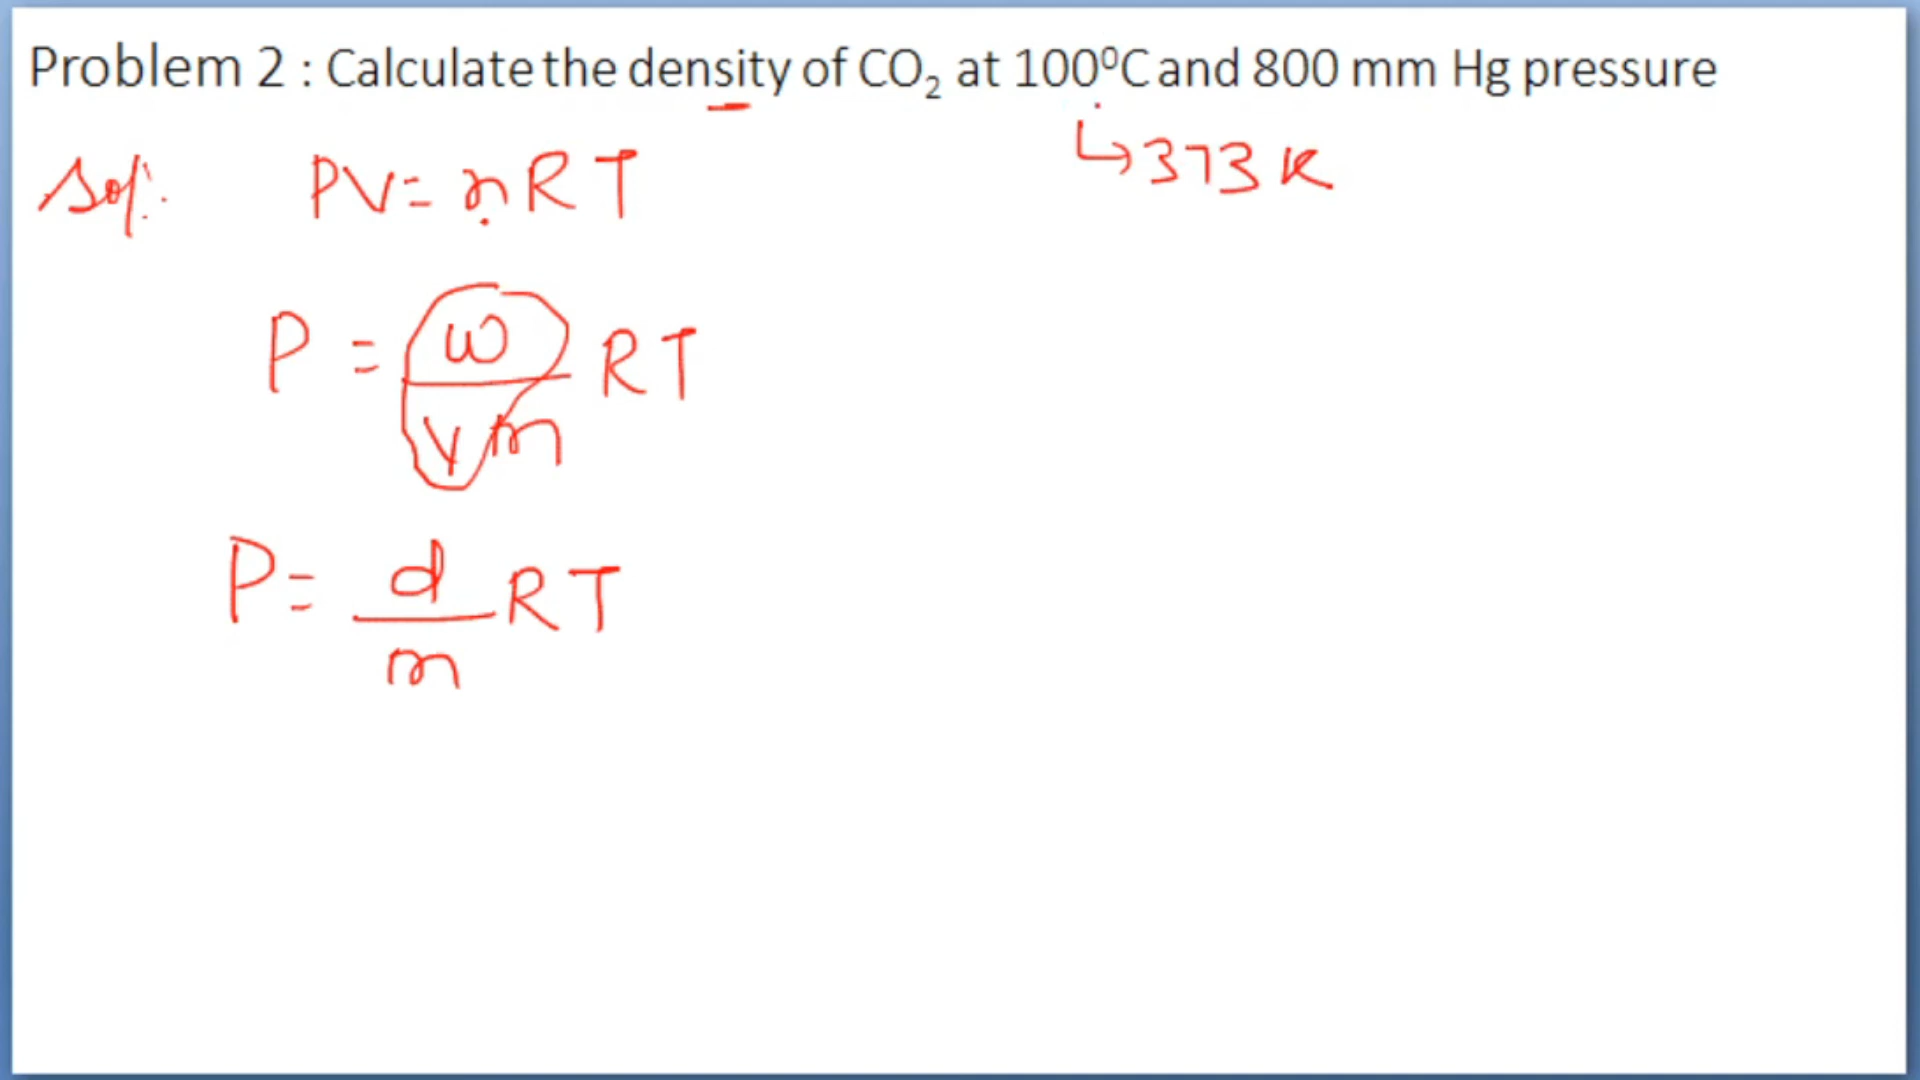 Problem 2 : Calculate the density of CO₂ at 100⁰C and 800 mm Hg pressure
↳373 K
Sol:
PV = nRT
P = w/Vm RT
P = d/m RT